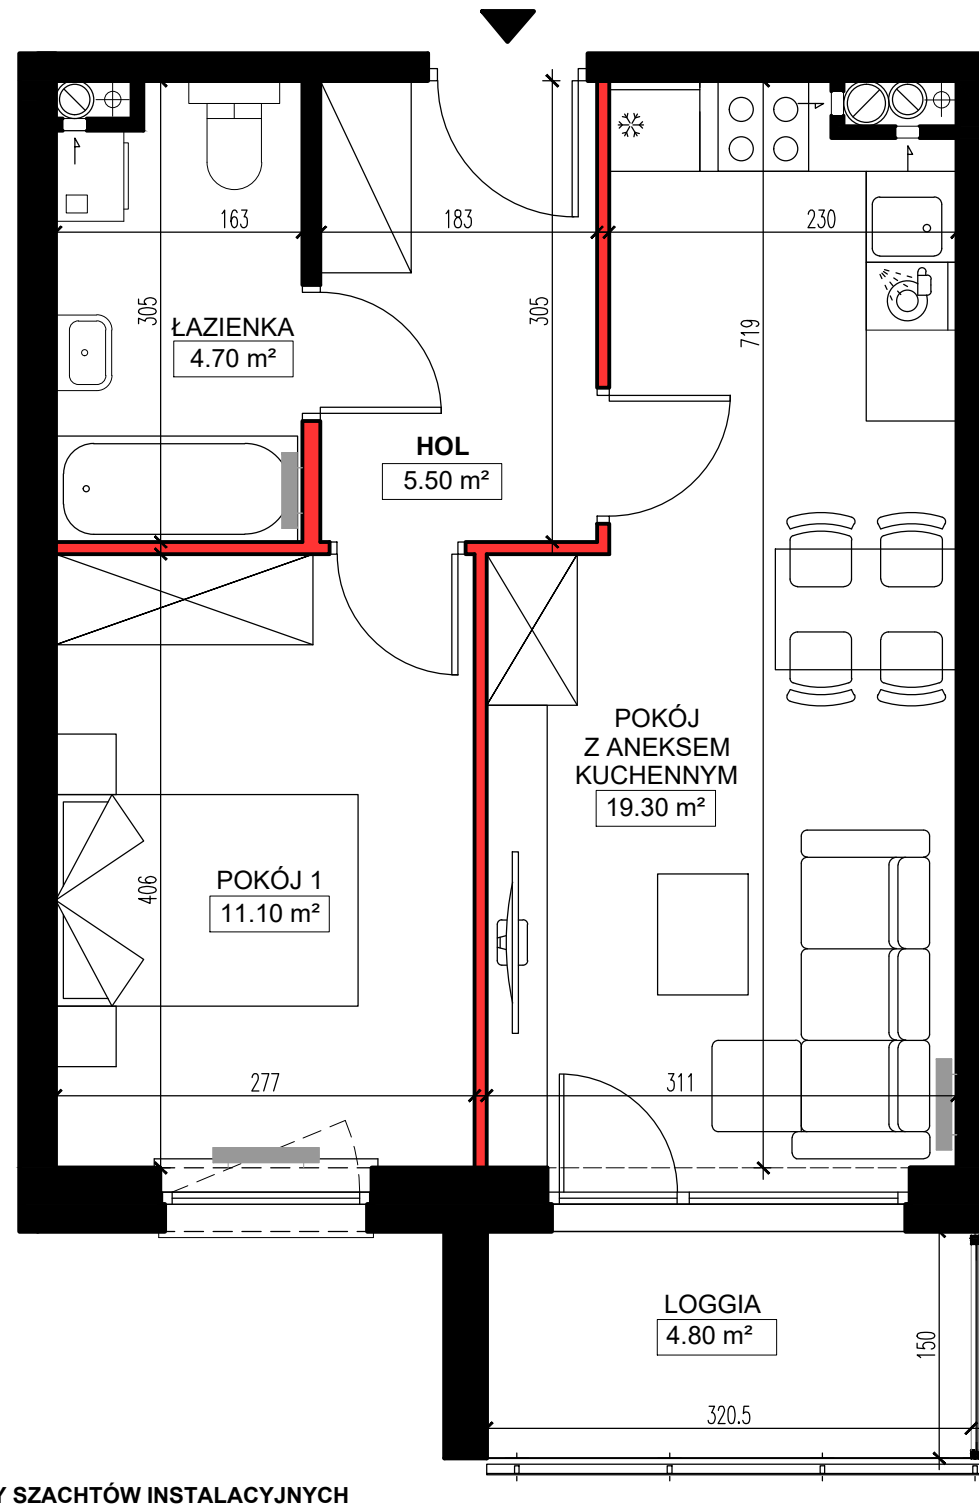 163
183
230
305
305
719
ŁAZIENKA
4.70 m²
HOL
5.50 m²
POKÓJ
Z ANEKSEM
KUCHENNYM
19.30 m²
406
POKÓJ 1
11.10 m²
277
311
LOGGIA
4.80 m²
150
320.5
Y SZACHTÓW INSTALACYJNYCH